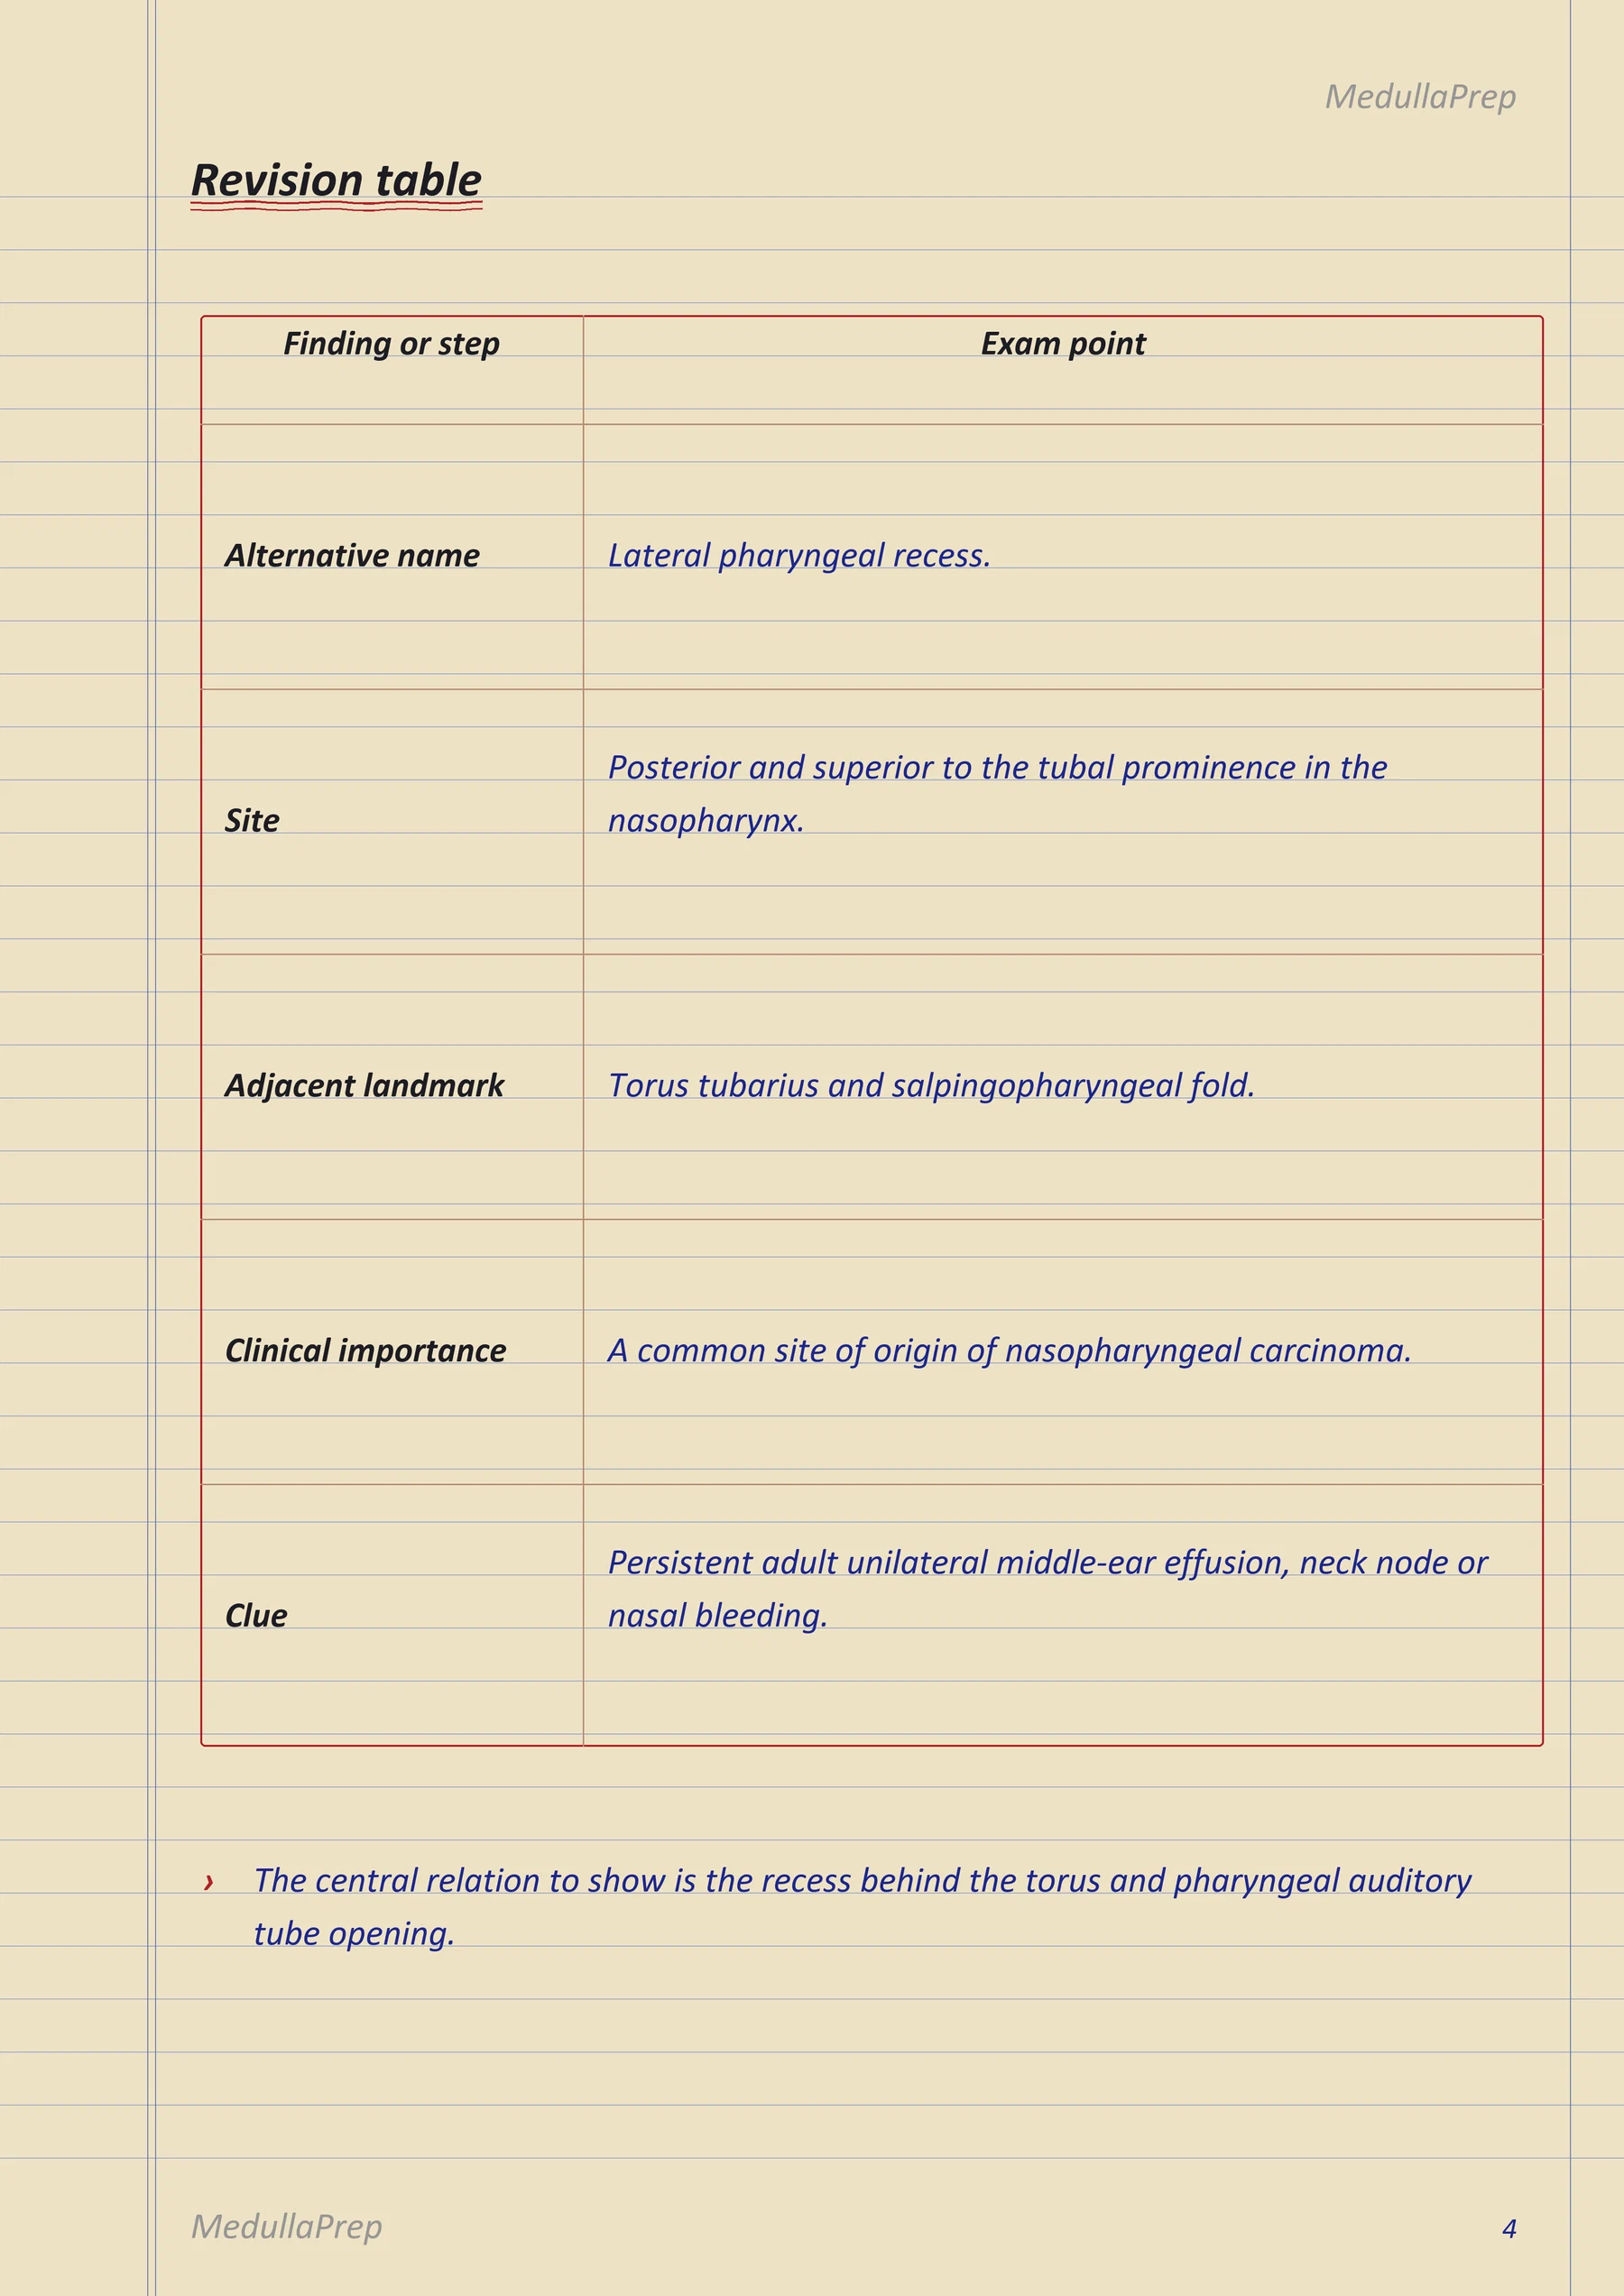 MedullaPrep
Revision table
Finding or step
Exam point
Alternative name
Lateral pharyngeal recess.
Site
Posterior and superior to the tubal prominence in the
nasopharynx.
Adjacent landmark
Torus tubarius and salpingopharyngeal fold.
Clinical importance
A common site of origin of nasopharyngeal carcinoma.
Clue
Persistent adult unilateral middle-ear effusion, neck node or
nasal bleeding.
› The central relation to show is the recess behind the torus and pharyngeal auditory
tube opening.
MedullaPrep
4